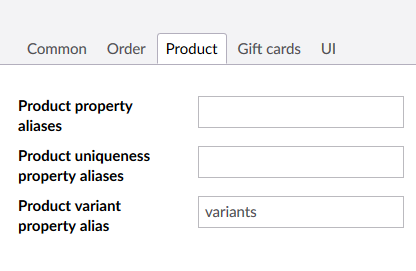 Common Order Product Gift cards UI
Product property
aliases
Product uniqueness
property aliases
Product variant
property alias
variants